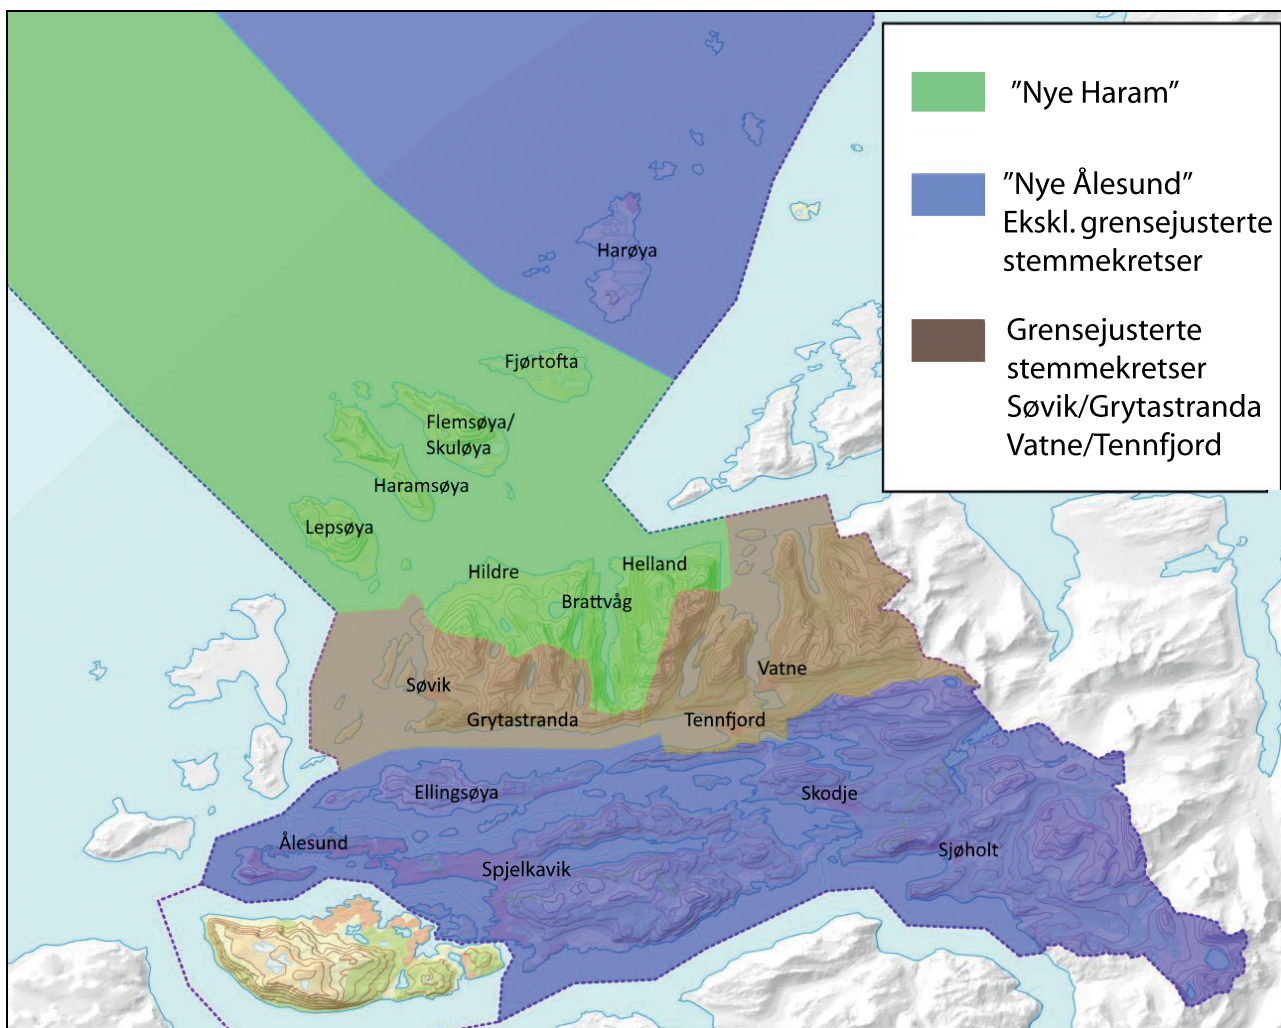 ”Nye Haram”
”Nye Ålesund”
Ekskl. grensejusterte
stemmekretser
Grensejusterte
stemmekretser
Søvik/Grytastranda
Vatne/Tennfjord
Harøya
Fjørtofta
Flemsøya/
Skuløya
Haramsøya
Lepsøya
Hildre
Helland
Brattvåg
Søvik
Vatne
Grytastranda
Tennfjord
Ellingsøya
Skodje
Ålesund
Spjelkavik
Sjøholt